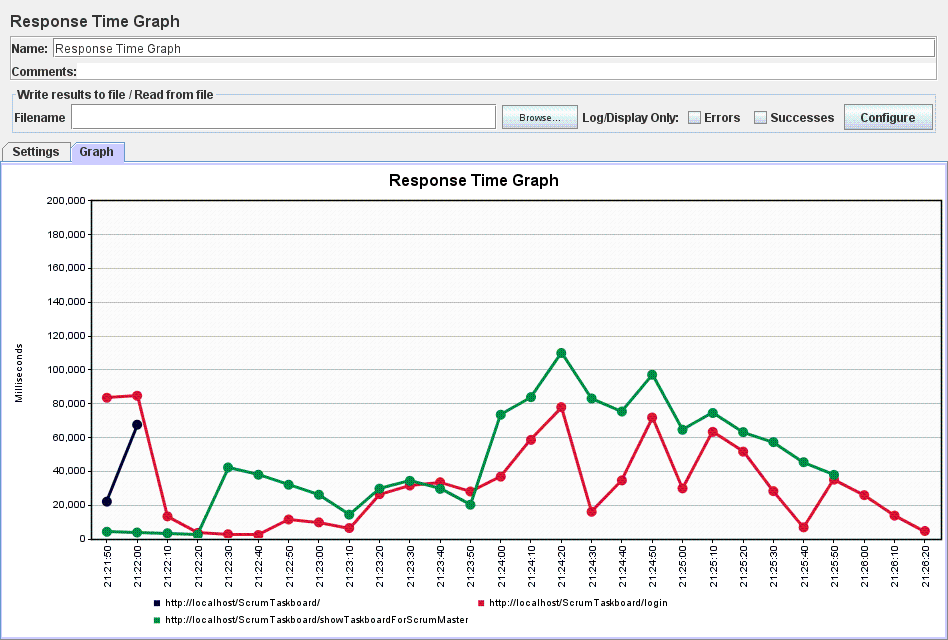 Response Time Graph
Name: Response Time Graph
Comments:
Write results to file / Read from file
Filename Browse... Log/Display Only: Errors Successes Configure
Settings Graph
Response Time Graph
200,000
180,000
160,000
140,000
120,000
100,000
80,000
60,000
40,000
20,000
0
Milliseconds
21:21:50 21:22:00 21:22:10 21:22:20 21:22:30 21:22:40 21:22:50 21:23:00 21:23:10 21:23:20 21:23:30 21:23:40 21:23:50 21:24:00 21:24:10 21:24:20 21:24:30 21:24:40 21:24:50 21:25:00 21:25:10 21:25:20 21:25:30 21:25:40 21:25:50 21:26:00 21:26:10 21:26:20
http://localhost/ScrumTaskboard/ http://localhost/ScrumTaskboard/login
http://localhost/ScrumTaskboard/showTaskboardForScrumMaster